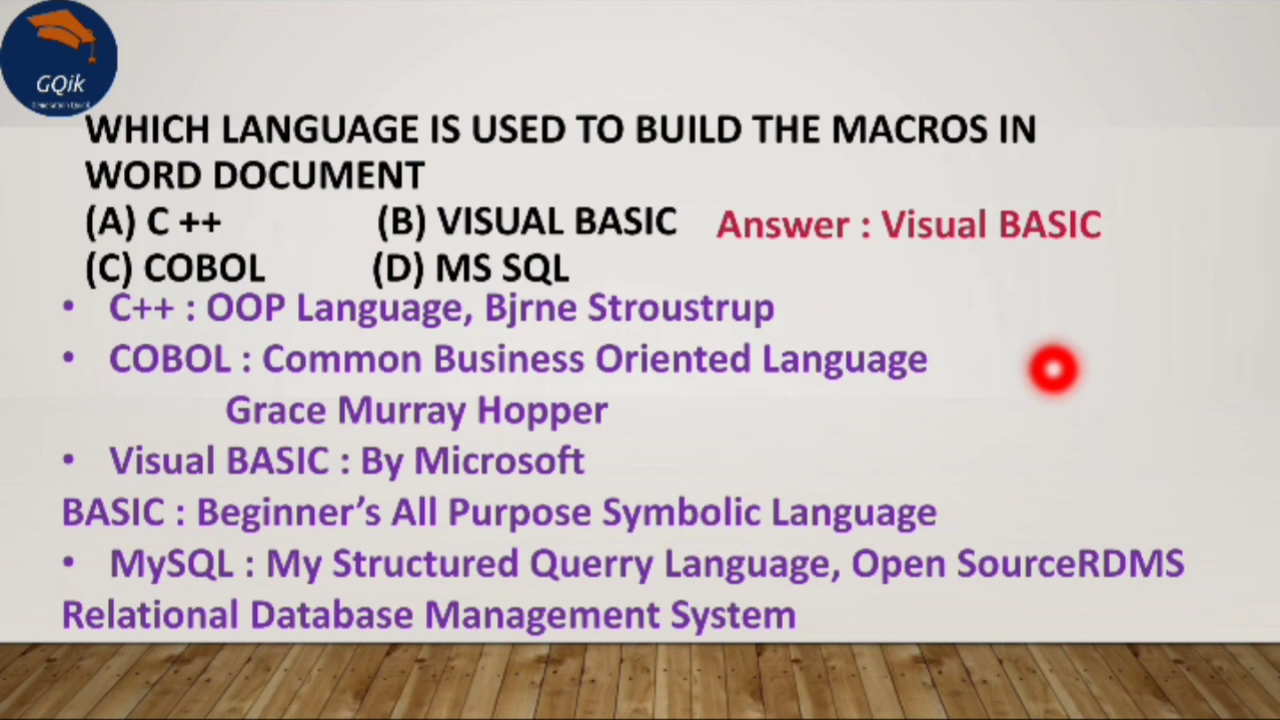 GQik
WHICH LANGUAGE IS USED TO BUILD THE MACROS IN
WORD DOCUMENT
(A) C ++ (B) VISUAL BASIC Answer : Visual BASIC
(C) COBOL (D) MS SQL
• C++ : OOP Language, Bjrne Stroustrup
• COBOL : Common Business Oriented Language
Grace Murray Hopper
• Visual BASIC : By Microsoft
BASIC : Beginner’s All Purpose Symbolic Language
• MySQL : My Structured Querry Language, Open SourceRDMS
Relational Database Management System